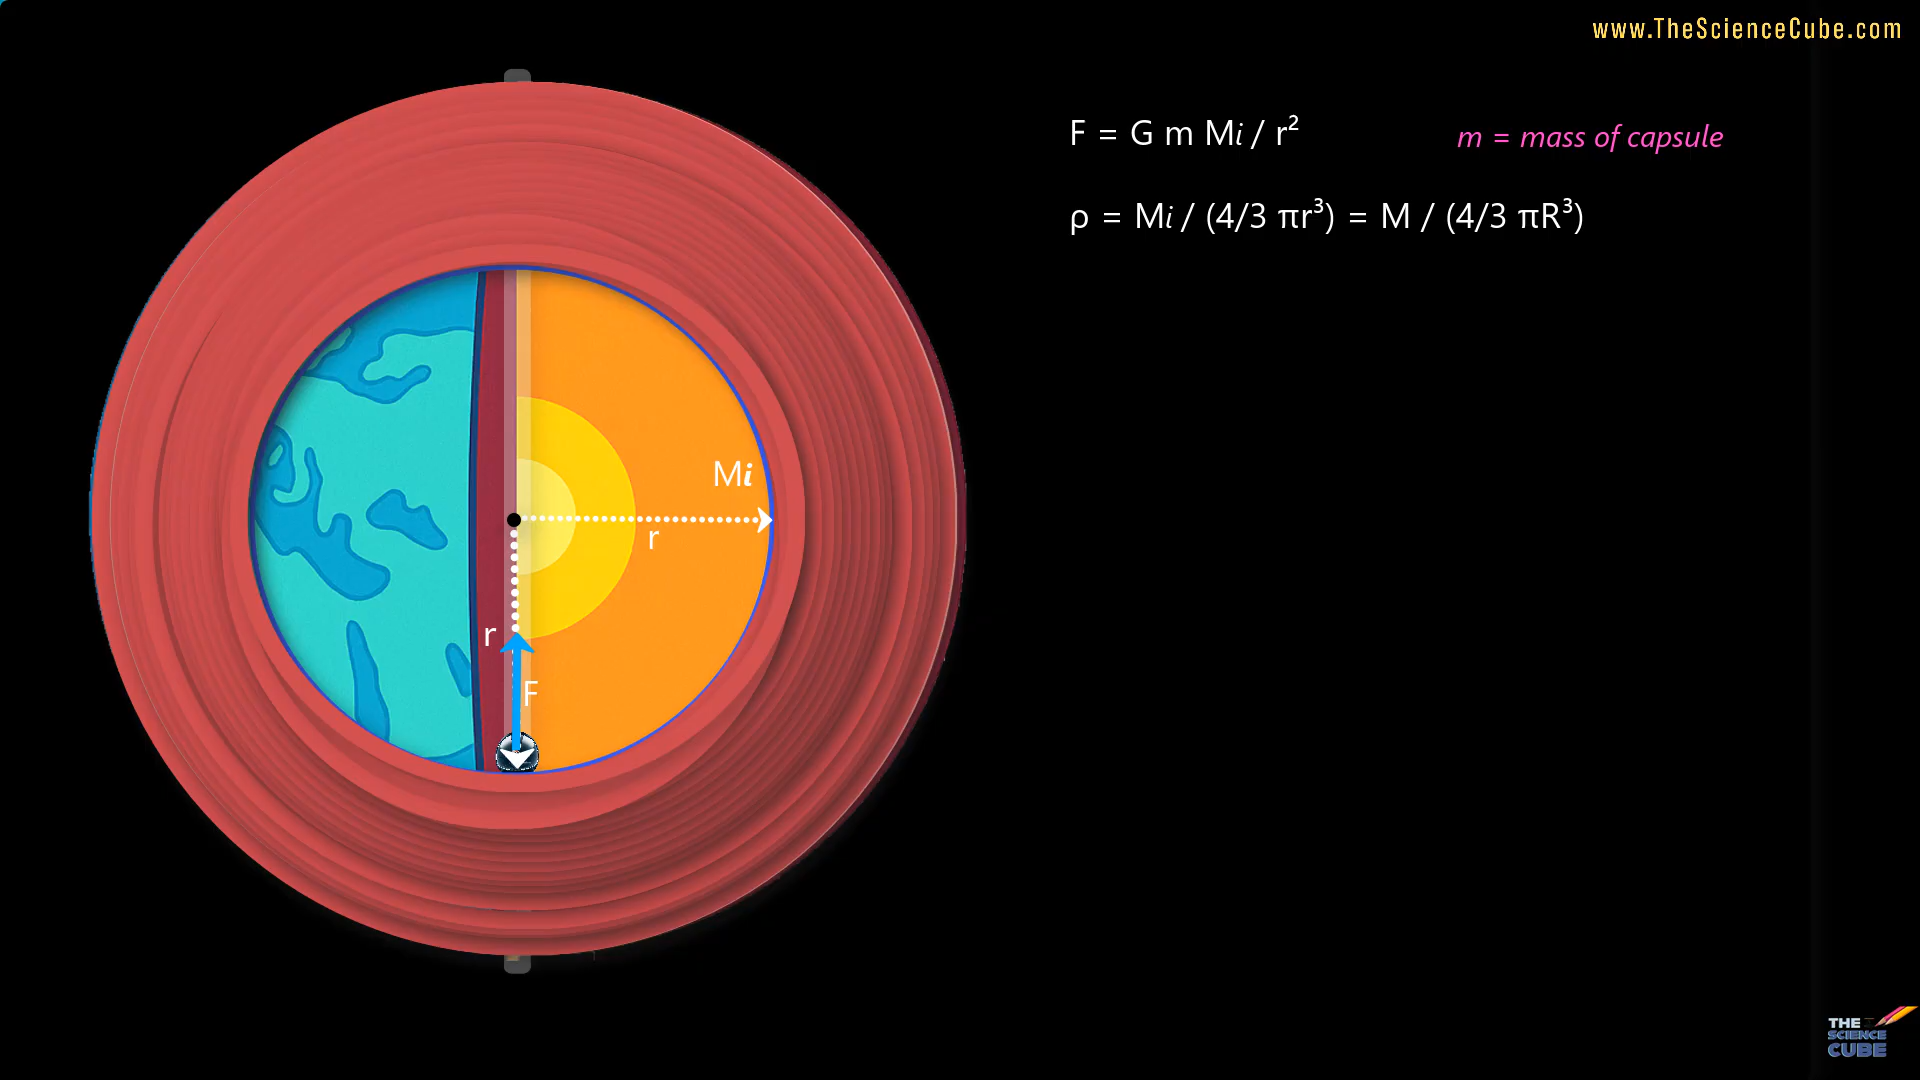 www.TheScienceCube.com
F = G m Mi / r²
m = mass of capsule
ρ = Mi / (4/3 πr³) = M / (4/3 πR³)
Mi
r
r
F
THE
SCIENCE
CUBE